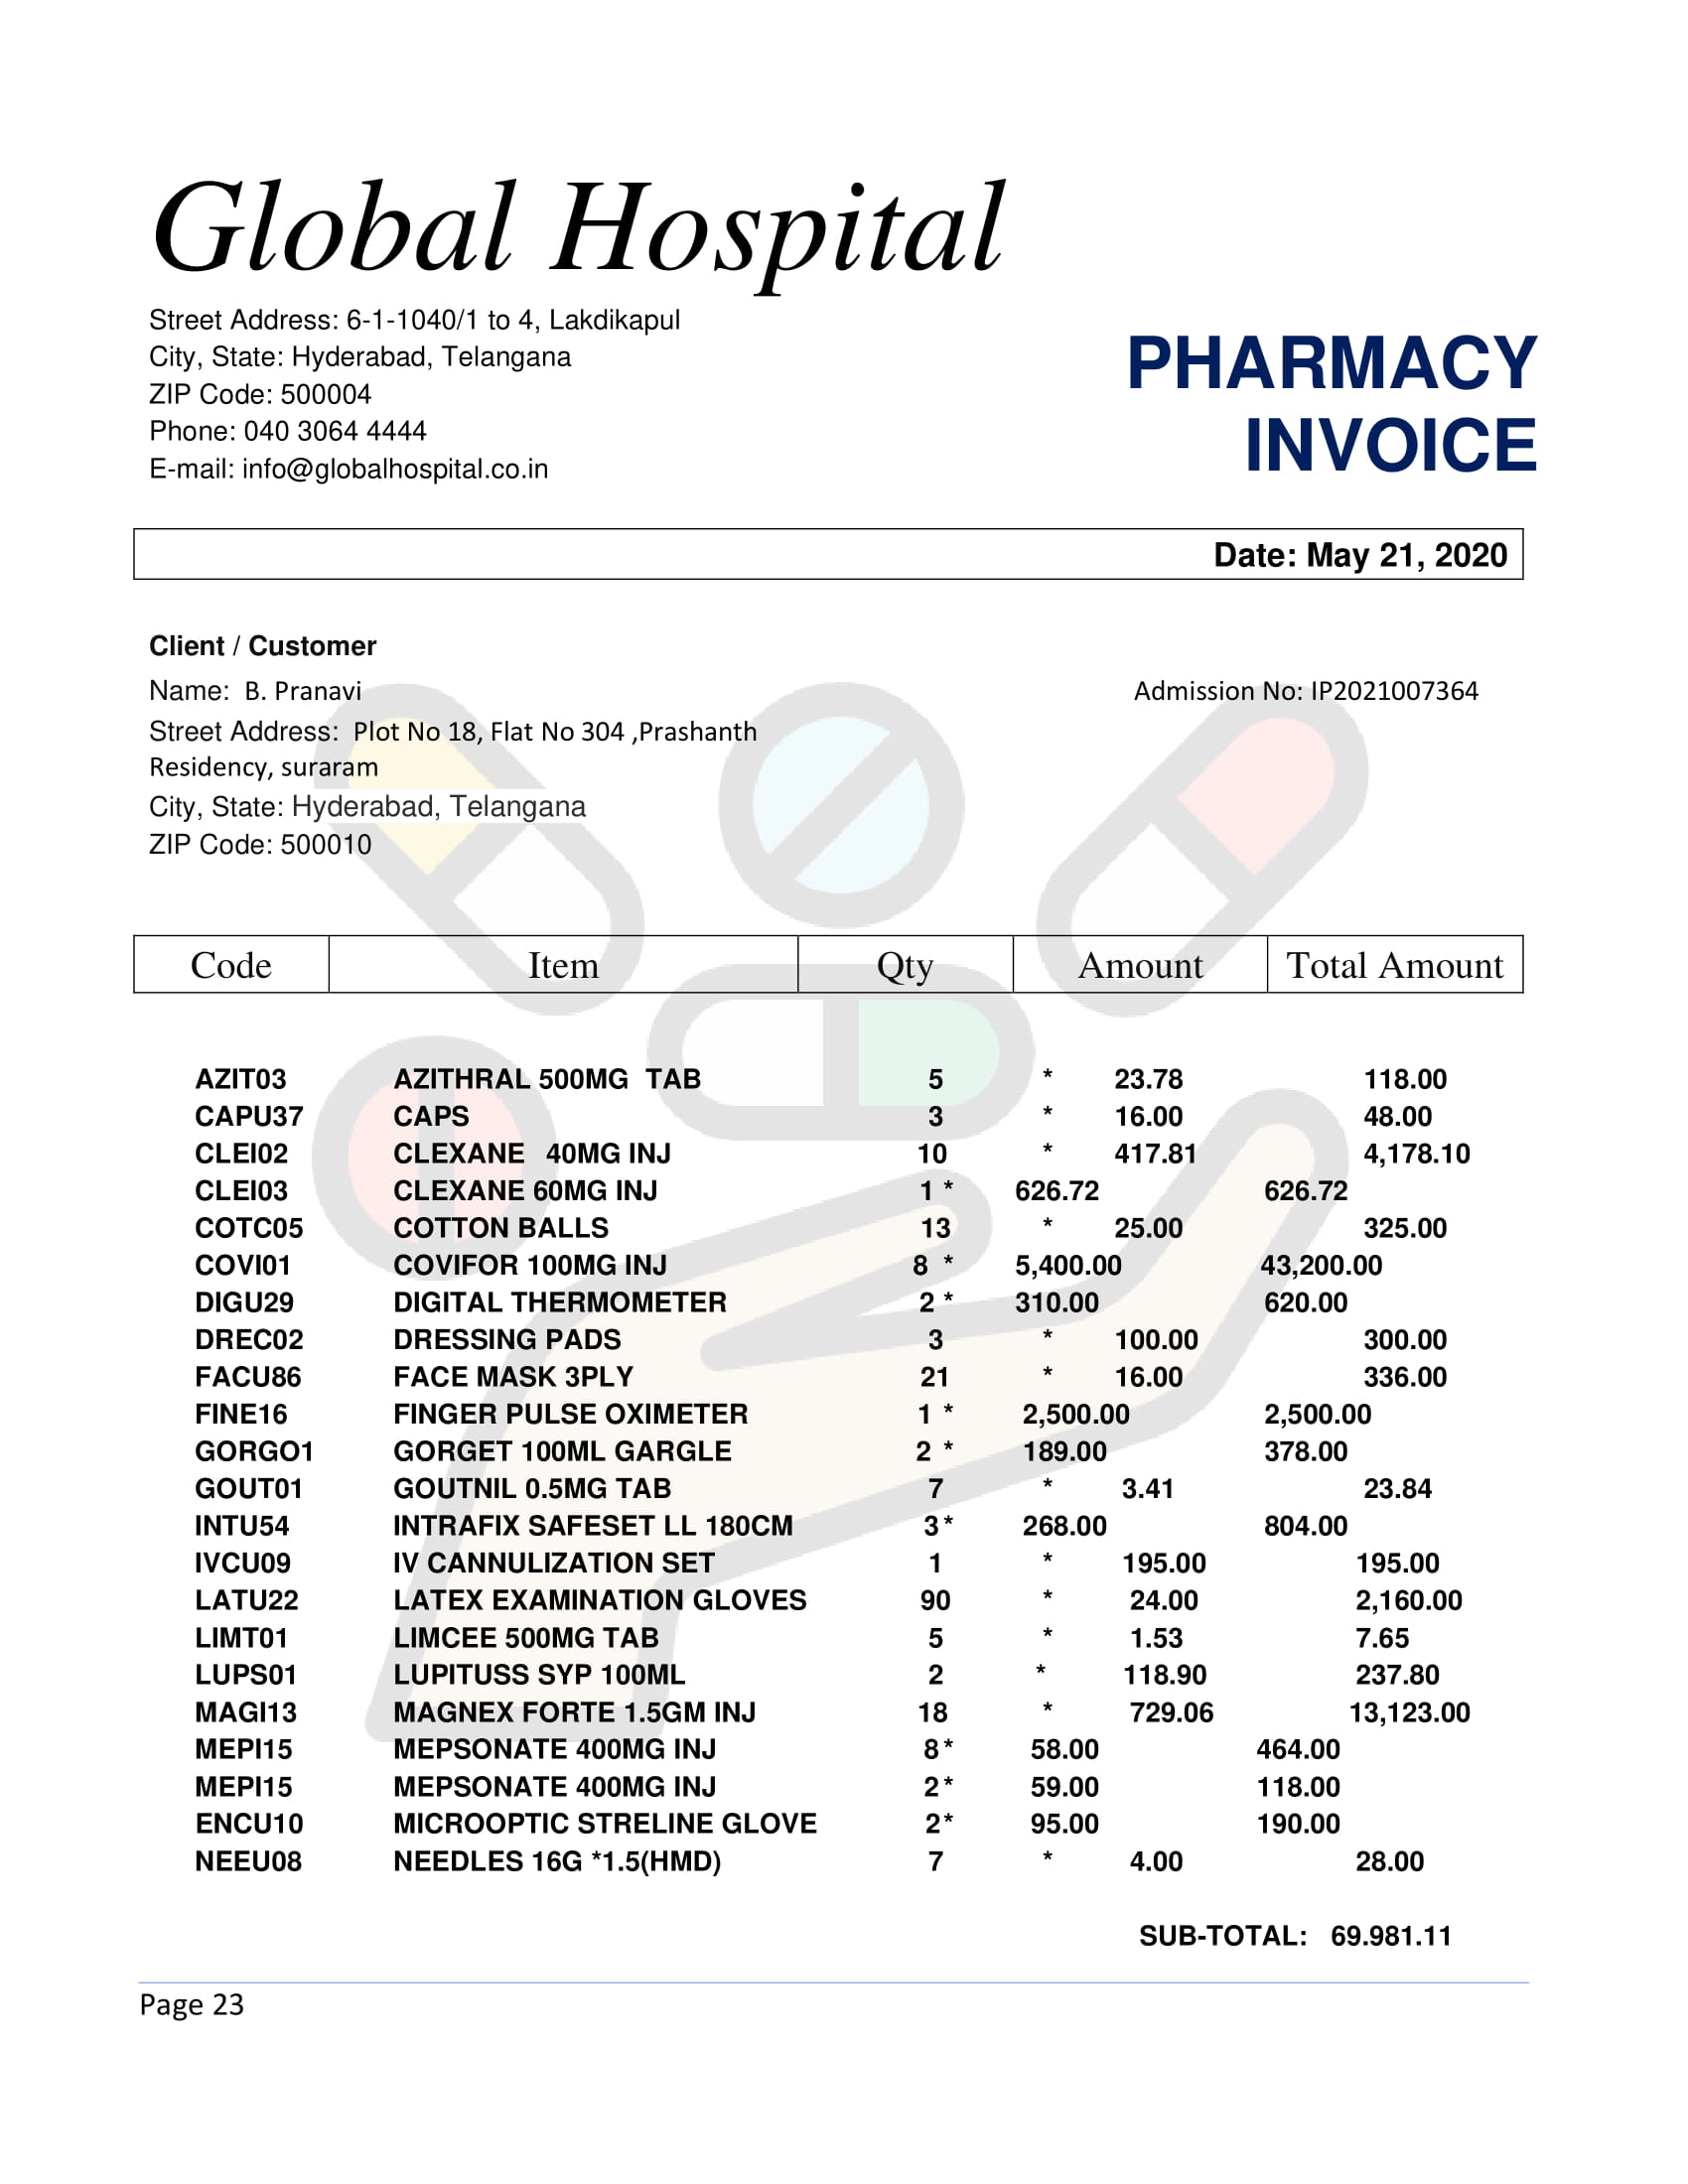 Global Hospital
Street Address: 6-1-1040/1 to 4, Lakdikapul
City, State: Hyderabad, Telangana
ZIP Code: 500004
Phone: 040 3064 4444
E-mail: info@globalhospital.co.in
PHARMACY
INVOICE
Date: May 21, 2020
Client / Customer
Name: B. Pranavi Admission No: IP2021007364
Street Address: Plot No 18, Flat No 304 ,Prashanth
Residency, suraram
City, State: Hyderabad, Telangana
ZIP Code: 500010
Code Item Qty Amount Total Amount
AZIT03 AZITHRAL 500MG TAB 5 * 23.78 118.00
CAPU37 CAPS 3 * 16.00 48.00
CLEI02 CLEXANE 40MG INJ 10 * 417.81 4,178.10
CLEI03 CLEXANE 60MG INJ 1 * 626.72 626.72
COTC05 COTTON BALLS 13 * 25.00 325.00
COVI01 COVIFOR 100MG INJ 8 * 5,400.00 43,200.00
DIGU29 DIGITAL THERMOMETER 2 * 310.00 620.00
DREC02 DRESSING PADS 3 * 100.00 300.00
FACU86 FACE MASK 3PLY 21 * 16.00 336.00
FINE16 FINGER PULSE OXIMETER 1 * 2,500.00 2,500.00
GORGO1 GORGET 100ML GARGLE 2 * 189.00 378.00
GOUT01 GOUTNIL 0.5MG TAB 7 * 3.41 23.84
INTU54 INTRAFIX SAFESET LL 180CM 3* 268.00 804.00
IVCU09 IV CANNULIZATION SET 1 * 195.00 195.00
LATU22 LATEX EXAMINATION GLOVES 90 * 24.00 2,160.00
LIMT01 LIMCEE 500MG TAB 5 * 1.53 7.65
LUPS01 LUPITUSS SYP 100ML 2 * 118.90 237.80
MAGI13 MAGNEX FORTE 1.5GM INJ 18 * 729.06 13,123.00
MEPI15 MEPSONATE 400MG INJ 8* 58.00 464.00
MEPI15 MEPSONATE 400MG INJ 2* 59.00 118.00
ENCU10 MICROOPTIC STRELINE GLOVE 2* 95.00 190.00
NEEU08 NEEDLES 16G *1.5(HMD) 7 * 4.00 28.00
SUB-TOTAL: 69.981.11
Page 23